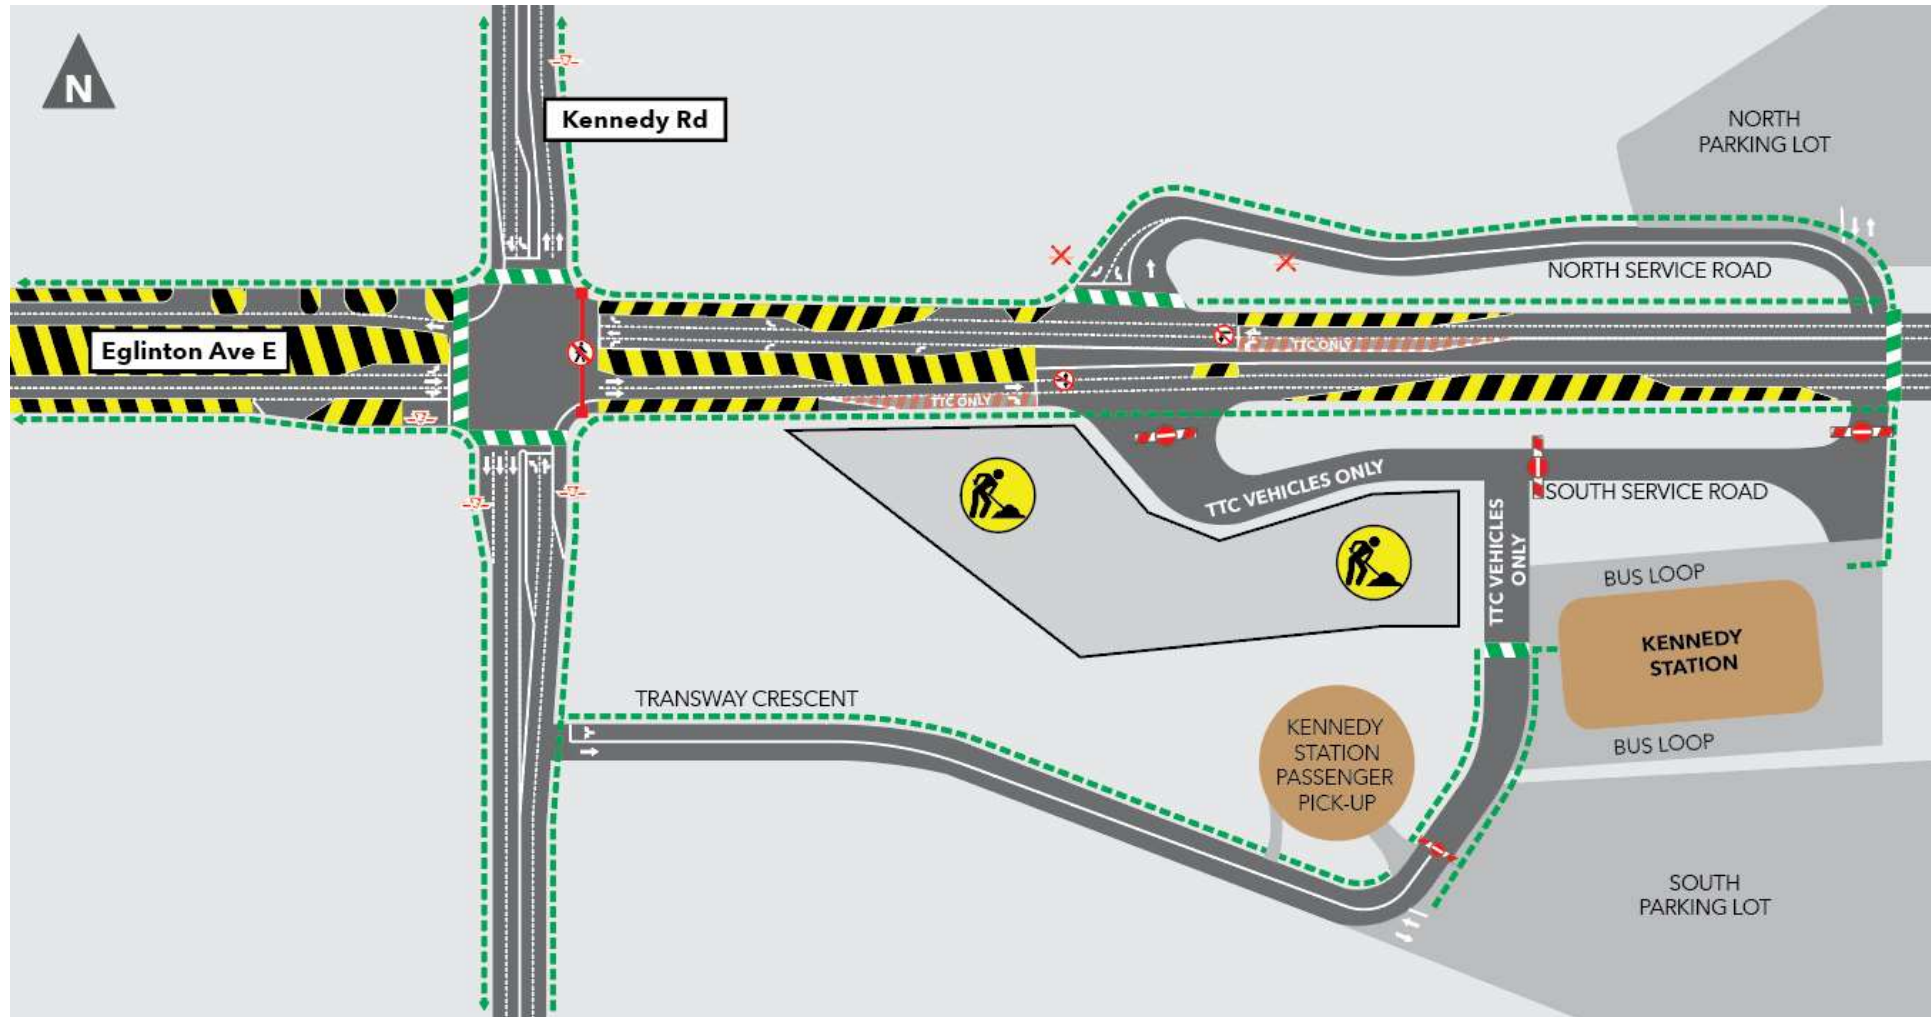 N
Kennedy Rd
NORTH
PARKING LOT
NORTH SERVICE ROAD
Eglinton Ave E
TTC ONLY
TTC ONLY
TTC VEHICLES ONLY
SOUTH SERVICE ROAD
TTC VEHICLES
ONLY
BUS LOOP
KENNEDY
STATION
BUS LOOP
TRANSWAY CRESCENT
KENNEDY
STATION
PASSENGER
PICK-UP
SOUTH
PARKING LOT